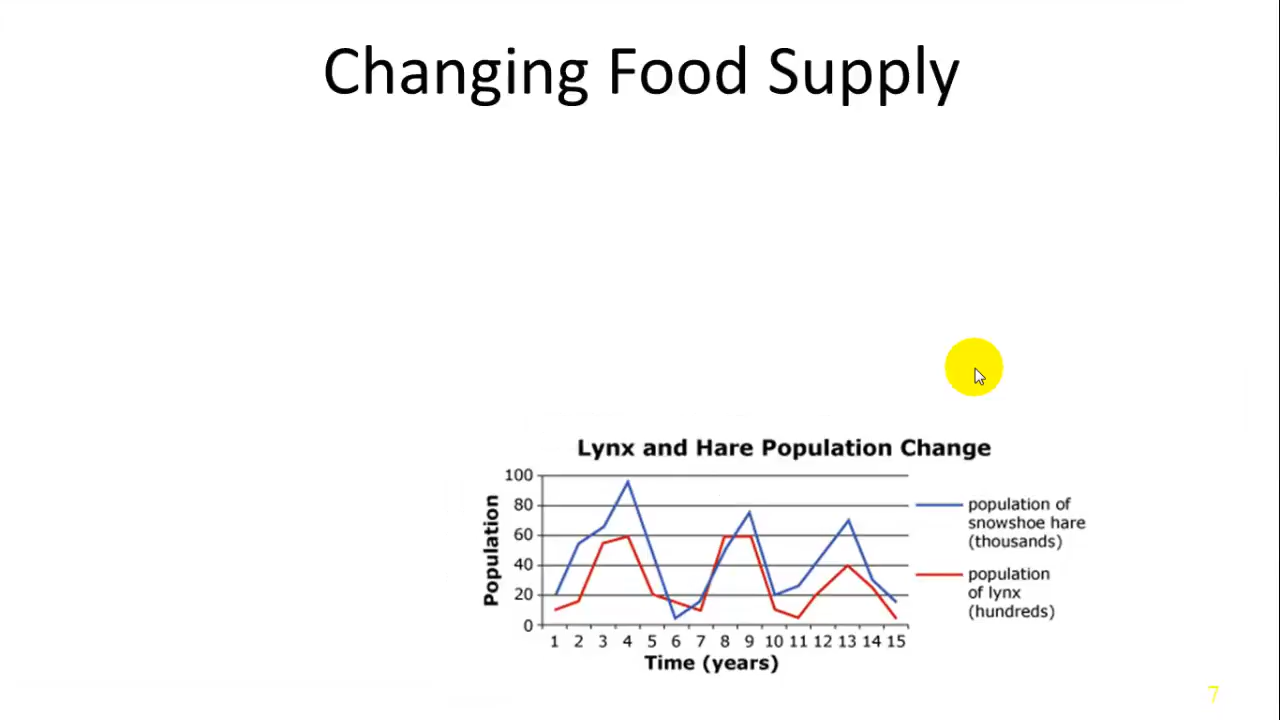 Changing Food Supply
Lynx and Hare Population Change
100
80
60
40
20
0
Population
1 2 3 4 5 6 7 8 9 10 11 12 13 14 15
Time (years)
population of
snowshoe hare
(thousands)
population
of lynx
(hundreds)
7